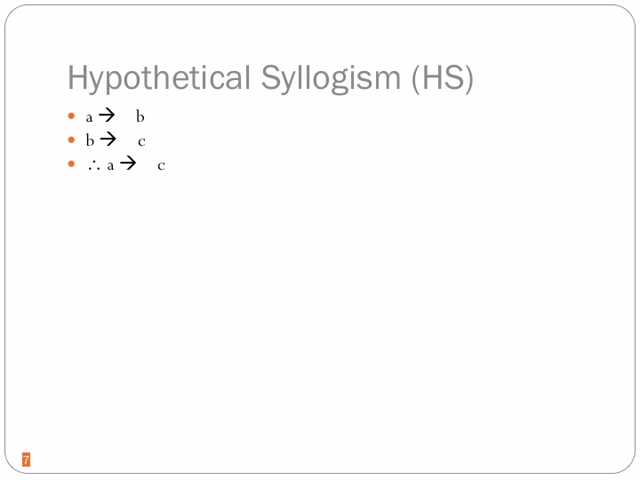 Hypothetical Syllogism (HS)
• a → b
• b → c
• ∴ a → c
7